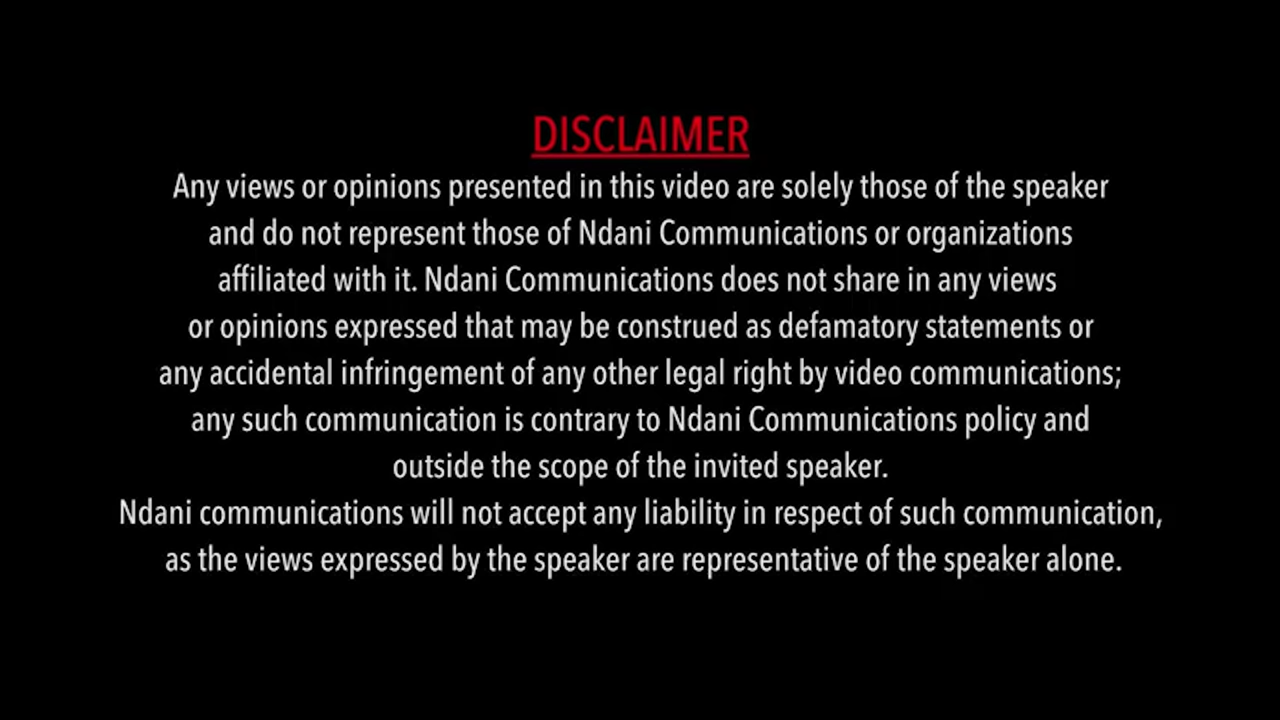 DISCLAIMER
Any views or opinions presented in this video are solely those of the speaker
and do not represent those of Ndani Communications or organizations
affiliated with it. Ndani Communications does not share in any views
or opinions expressed that may be construed as defamatory statements or
any accidental infringement of any other legal right by video communications;
any such communication is contrary to Ndani Communications policy and
outside the scope of the invited speaker.
Ndani communications will not accept any liability in respect of such communication,
as the views expressed by the speaker are representative of the speaker alone.